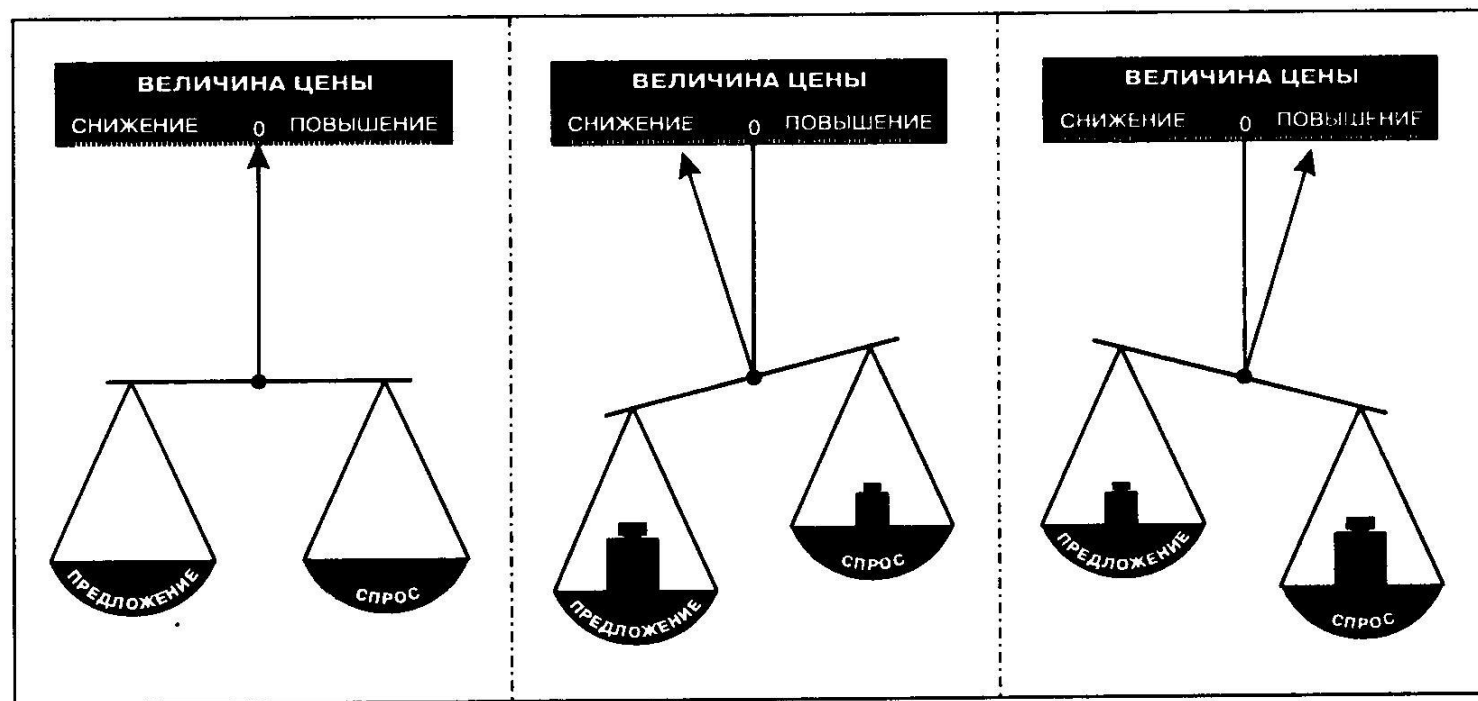 ВЕЛИЧИНА ЦЕНЫ
СНИЖЕНИЕ 0 ПОВЫШЕНИЕ
ПРЕДЛОЖЕНИЕ
СПРОС
ВЕЛИЧИНА ЦЕНЫ
СНИЖЕНИЕ 0 ПОВЫШЕНИЕ
ПРЕДЛОЖЕНИЕ
СПРОС
ВЕЛИЧИНА ЦЕНЫ
СНИЖЕНИЕ 0 ПОВЫШЕНИЕ
ПРЕДЛОЖЕНИЕ
СПРОС